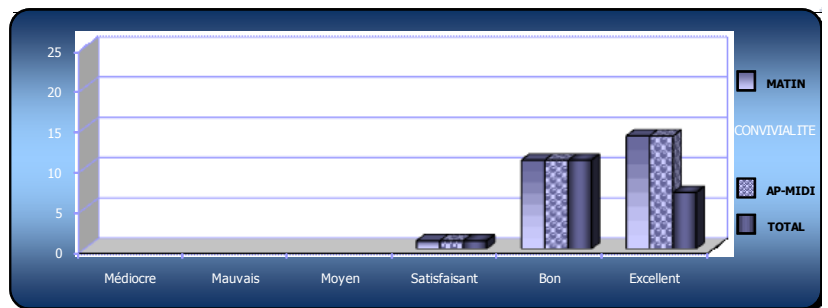 25
20
15
10
5
0
Médiocre Mauvais Moyen Satisfaisant Bon Excellent
MATIN
CONVIVIALITE
AP-MIDI
TOTAL